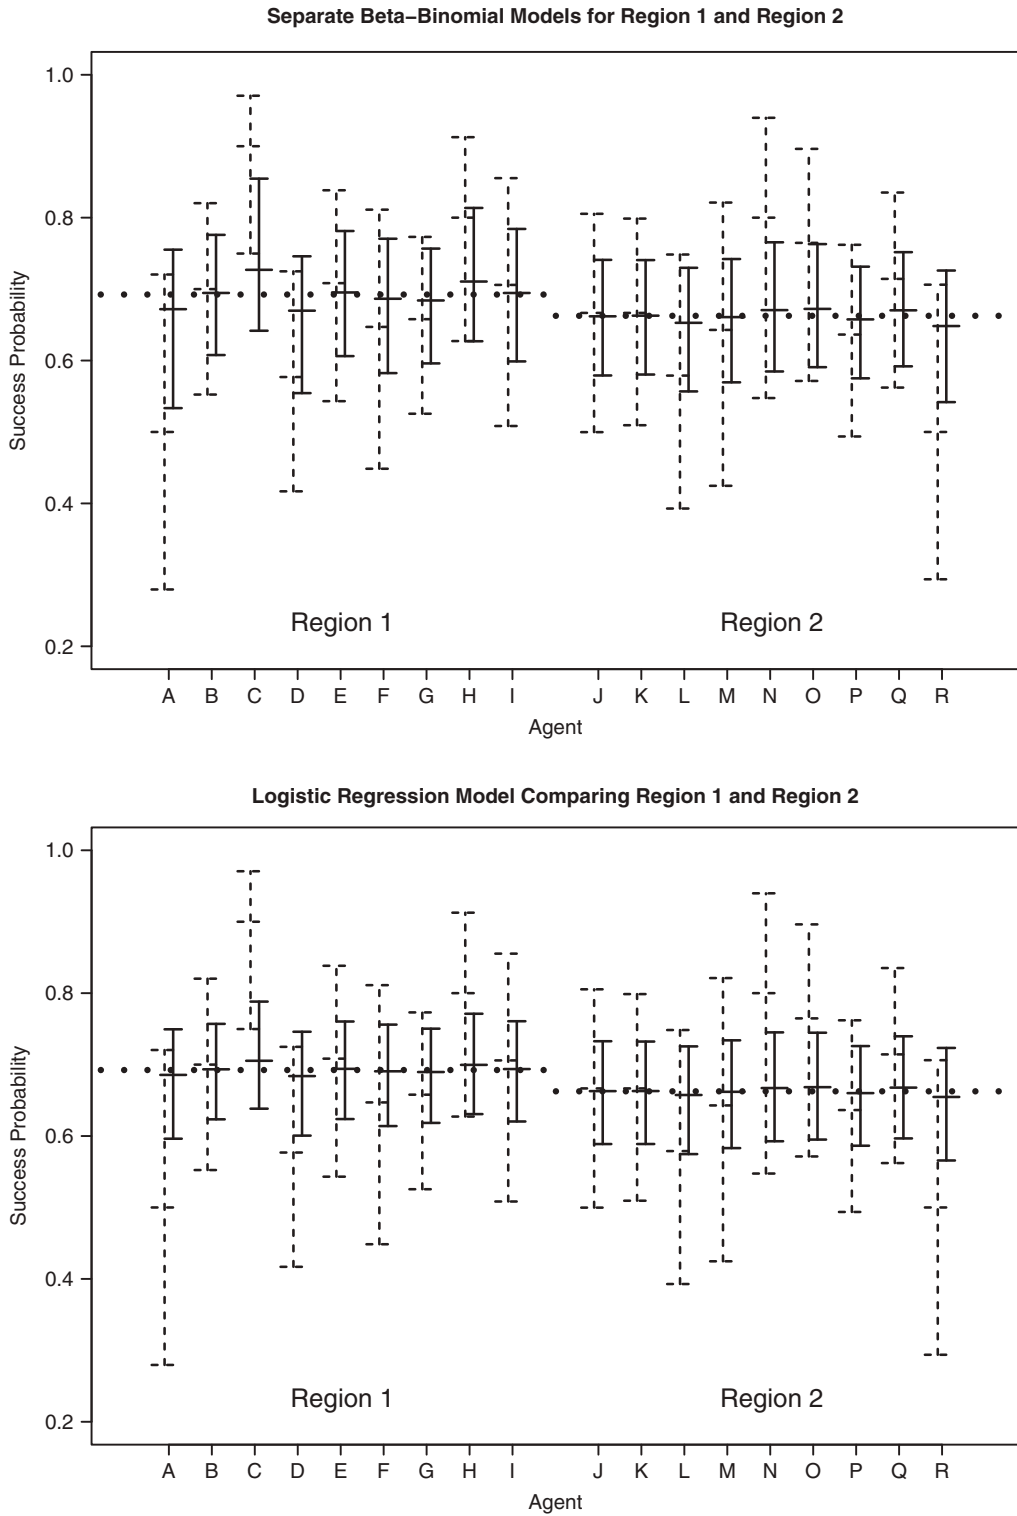 Separate Beta–Binomial Models for Region 1 and Region 2
Success Probability
1.0
0.8
0.6
0.4
0.2
Region 1 Region 2
A B C D E F G H I J K L M N O P Q R
Agent
Logistic Regression Model Comparing Region 1 and Region 2
Success Probability
1.0
0.8
0.6
0.4
0.2
Region 1 Region 2
A B C D E F G H I J K L M N O P Q R
Agent